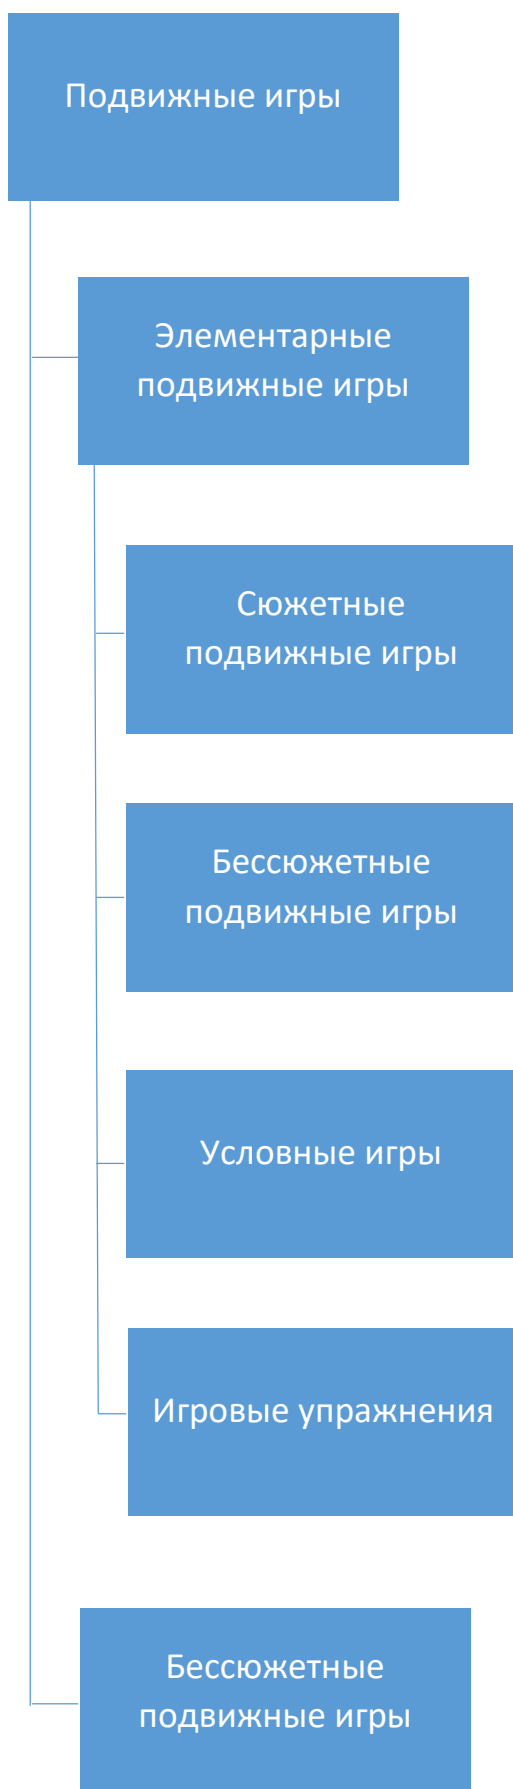 Подвижные игры
Элементарные
подвижные игры
Сюжетные
подвижные игры
Бессюжетные
подвижные игры
Условные игры
Игровые упражнения
Бессюжетные
подвижные игры